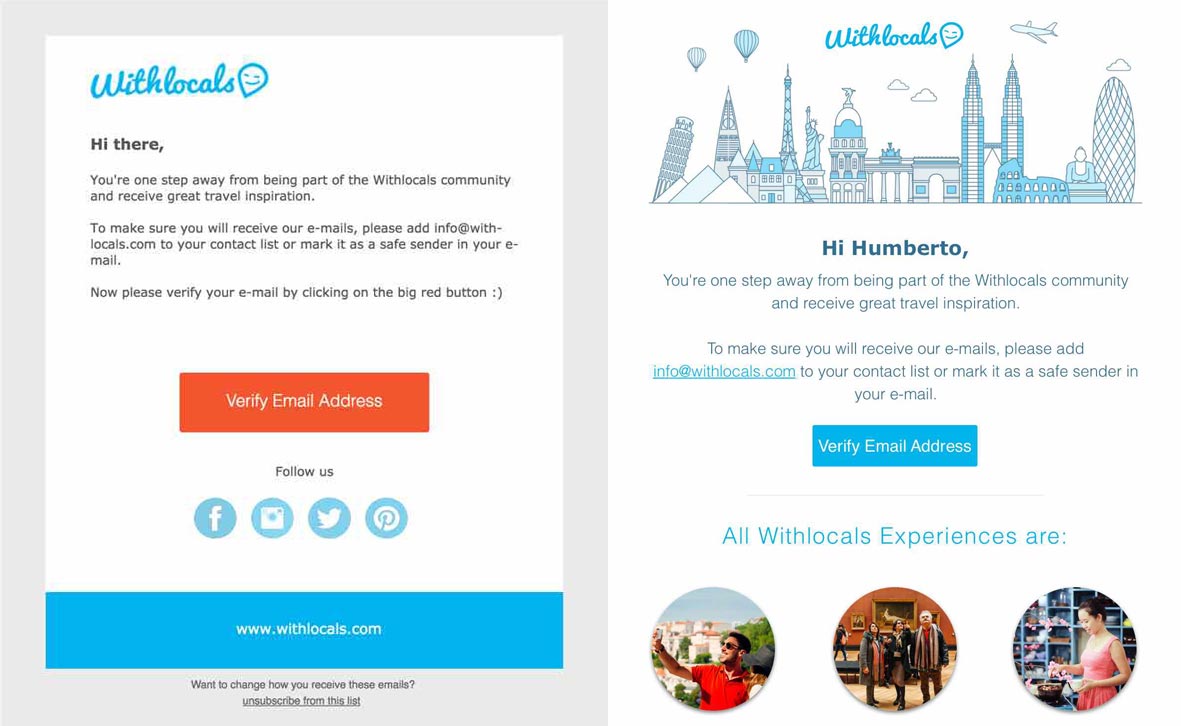 Withlocals
Hi there,
You're one step away from being part of the Withlocals community
and receive great travel inspiration.
To make sure you will receive our e-mails, please add info@with-
locals.com to your contact list or mark it as a safe sender in your e-
mail.
Now please verify your e-mail by clicking on the big red button :)
Verify Email Address
Follow us
www.withlocals.com
Want to change how you receive these emails?
unsubscribe from this list
Withlocals
Hi Humberto,
You're one step away from being part of the Withlocals community
and receive great travel inspiration.
To make sure you will receive our e-mails, please add
info@withlocals.com to your contact list or mark it as a safe sender in
your e-mail.
Verify Email Address
All Withlocals Experiences are: